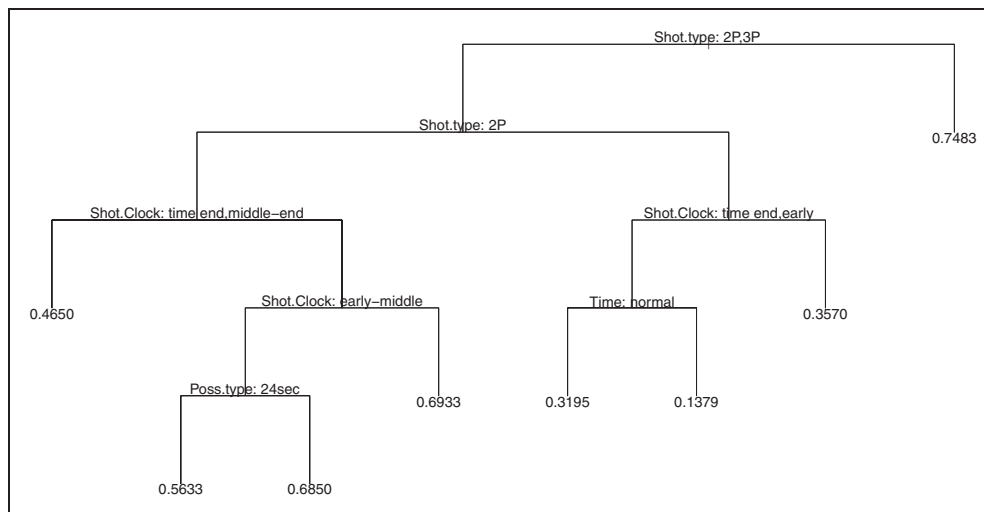 Shot.type: 2P,3P
Shot.type: 2P
0.7483
Shot.Clock: time end,middle−end
Shot.Clock: time end,early
0.4650
Shot.Clock: early−middle
Time: normal
0.3570
Poss.type: 24sec
0.6933
0.3195
0.1379
0.5633
0.6850